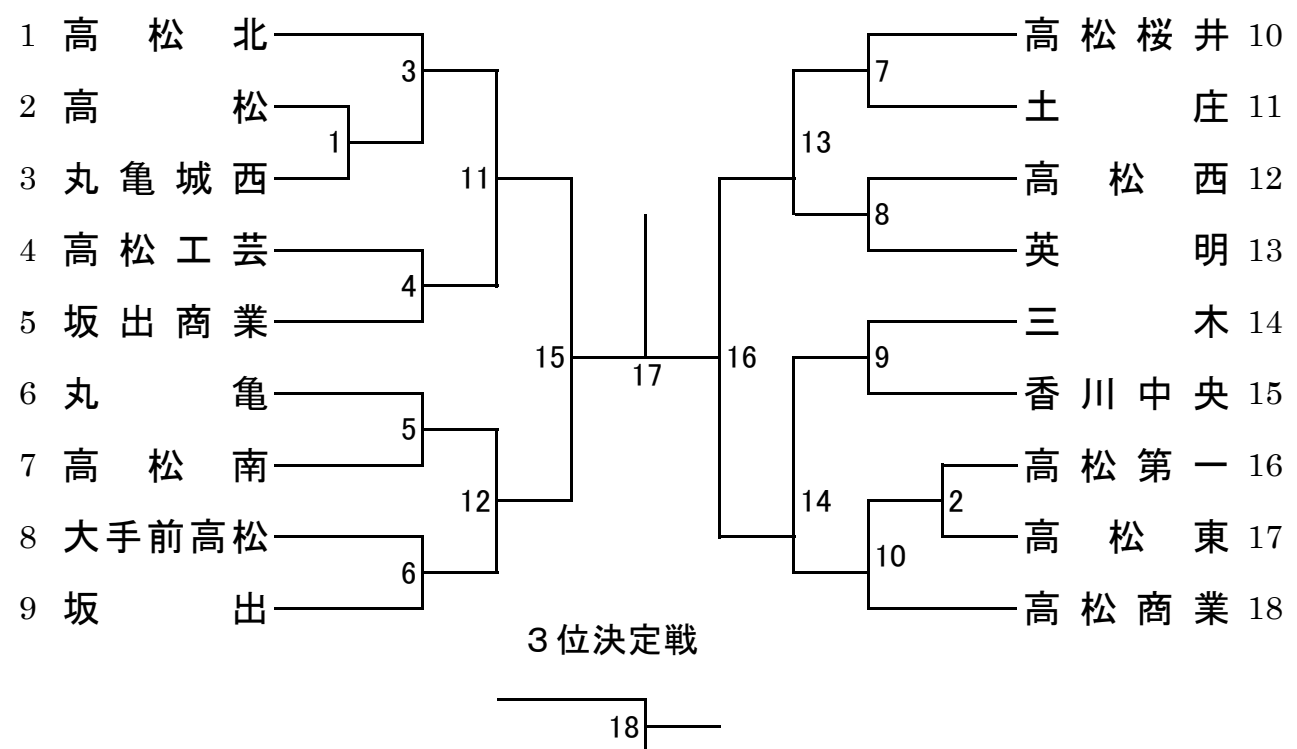 1 高松北
2 高松
3 丸亀城西
4 高松工芸
5 坂出商業
6 丸亀
7 高松南
8 大手前高松
9 坂出
1
3
4
5
6
11
12
15
17
16
13
14
7
8
9
2
10
高松桜井 10
土庄 11
高松西 12
英明 13
三木 14
香川中央 15
高松第一 16
高松東 17
高松商業 18
３位決定戦
18